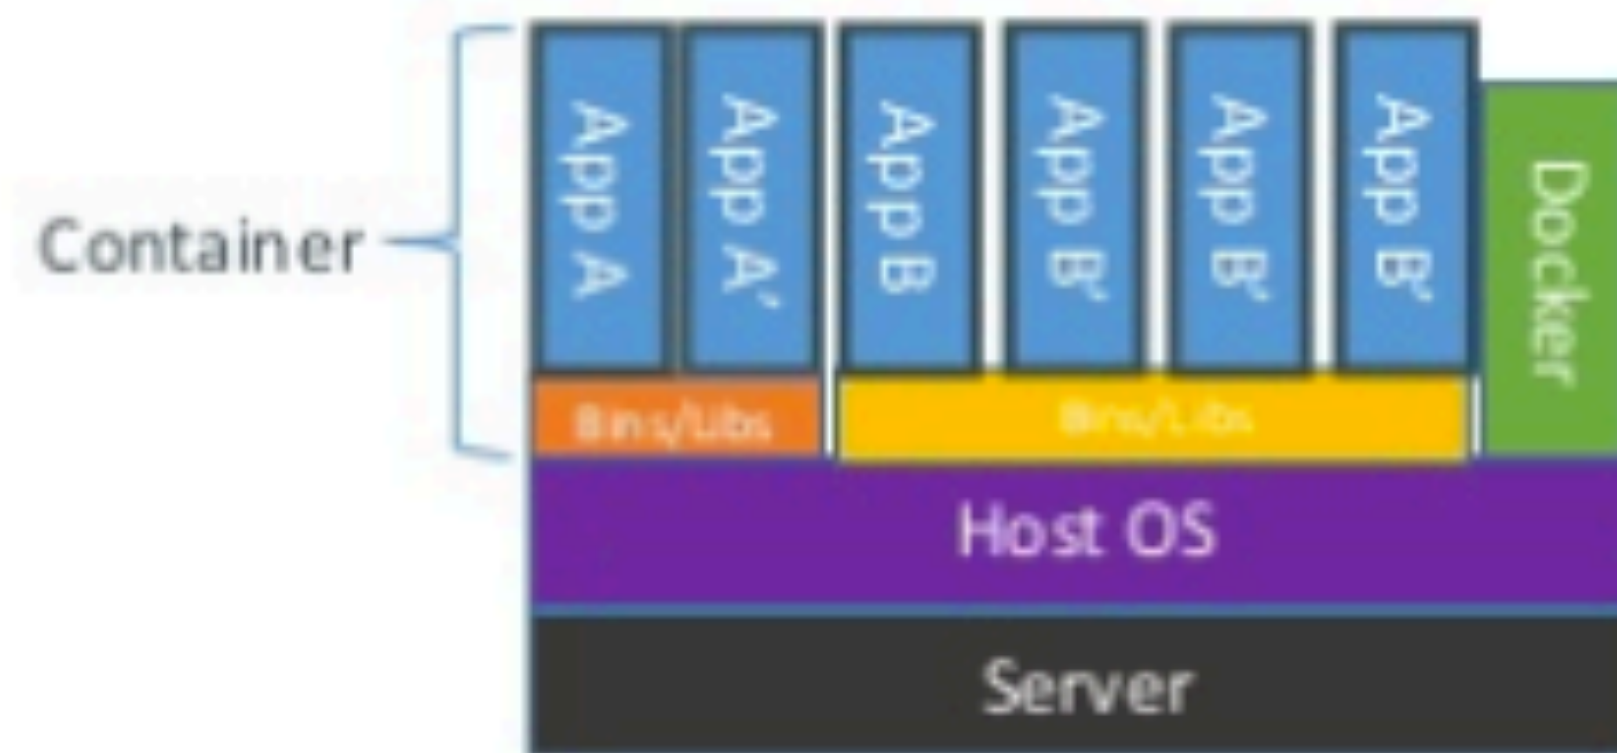 Container
App A
App A'
App B
App B'
App B'
App B'
Docker
Bins/Libs
Bins/Libs
Host OS
Server